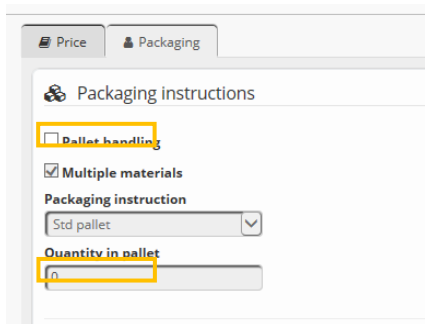 Price Packaging
Packaging instructions
Pallet handling
Multiple materials
Packaging instruction
Std pallet
Quantity in pallet
0